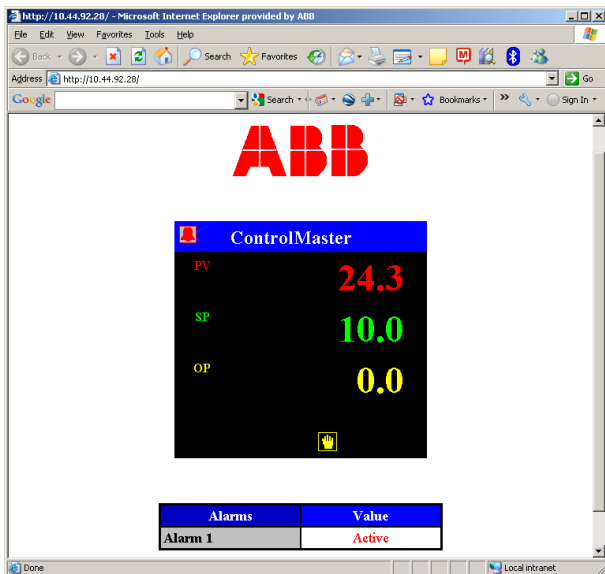 http://10.44.92.28/ - Microsoft Internet Explorer provided by ABB
File Edit View Favorites Tools Help
Back Search Favorites
Address http://10.44.92.28/ Go
Google Search Bookmarks Sign In
ABB
ControlMaster
PV 24.3
SP 10.0
OP 0.0
Alarms Value
Alarm 1 Active
Done Local intranet